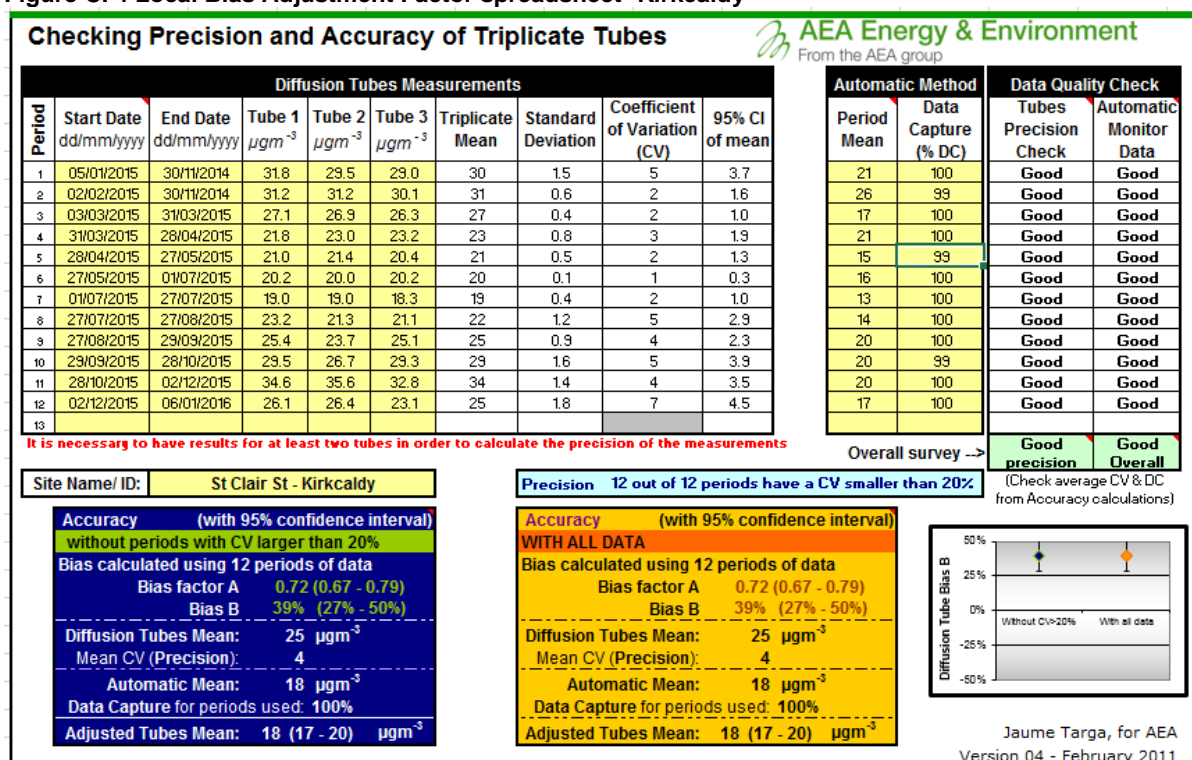 Figure C. 4 Local Bias Adjustment Factor spreadsheet- Kirkcaldy
Checking Precision and Accuracy of Triplicate Tubes
AEA Energy & Environment
From the AEA group
Diffusion Tubes Measurements
Automatic Method
Data Quality Check
Period Start Date dd/mm/yyyy End Date dd/mm/yyyy Tube 1 µgm-3 Tube 2 µgm-3 Tube 3 µgm-3 Triplicate Mean Standard Deviation Coefficient of Variation (CV) 95% CI of mean Period Mean Data Capture (% DC) Tubes Precision Check Automatic Monitor Data
1 05/01/2015 30/11/2014 31.8 29.5 29.0 30 1.5 5 3.7 21 100 Good Good
2 02/02/2015 30/11/2014 31.2 31.2 30.1 31 0.6 2 1.6 26 99 Good Good
3 03/03/2015 31/03/2015 27.1 26.9 26.3 27 0.4 2 1.0 17 100 Good Good
4 31/03/2015 28/04/2015 21.8 23.0 23.2 23 0.8 3 1.9 21 100 Good Good
5 28/04/2015 27/05/2015 21.0 21.4 20.4 21 0.5 2 1.3 15 99 Good Good
6 27/05/2015 01/07/2015 20.2 20.0 20.2 20 0.1 1 0.3 16 100 Good Good
7 01/07/2015 27/07/2015 19.0 19.0 18.3 19 0.4 2 1.0 13 100 Good Good
8 27/07/2015 27/08/2015 23.2 21.3 21.1 22 1.2 5 2.9 14 100 Good Good
9 27/08/2015 29/09/2015 25.4 23.7 25.1 25 0.9 4 2.3 20 100 Good Good
10 29/09/2015 28/10/2015 29.5 26.7 29.3 29 1.6 5 3.9 20 99 Good Good
11 28/10/2015 02/12/2015 34.6 35.6 32.8 34 1.4 4 3.5 20 100 Good Good
12 02/12/2015 06/01/2016 26.1 26.4 23.1 25 1.8 7 4.5 17 100 Good Good
13
It is necessary to have results for at least two tubes in order to calculate the precision of the measurements
Overall survey --> Good precision Good Overall
Site Name/ ID: St Clair St - Kirkcaldy
Precision 12 out of 12 periods have a CV smaller than 20%
(Check average CV & DC from Accuracy calculations)
Accuracy (with 95% confidence interval)
without periods with CV larger than 20%
Bias calculated using 12 periods of data
Bias factor A 0.72 (0.67 - 0.79)
Bias B 39% (27% - 50%)
Diffusion Tubes Mean: 25 µgm-3
Mean CV (Precision): 4
Automatic Mean: 18 µgm-3
Data Capture for periods used: 100%
Adjusted Tubes Mean: 18 (17 - 20) µgm-3
Accuracy (with 95% confidence interval)
WITH ALL DATA
Bias calculated using 12 periods of data
Bias factor A 0.72 (0.67 - 0.79)
Bias B 39% (27% - 50%)
Diffusion Tubes Mean: 25 µgm-3
Mean CV (Precision): 4
Automatic Mean: 18 µgm-3
Data Capture for periods used: 100%
Adjusted Tubes Mean: 18 (17 - 20) µgm-3
Diffusion Tube Bias B
50%
25%
0%
-25%
-50%
Without CV>20%
With all data
Jaume Targa, for AEA
Version 04 - February 2011